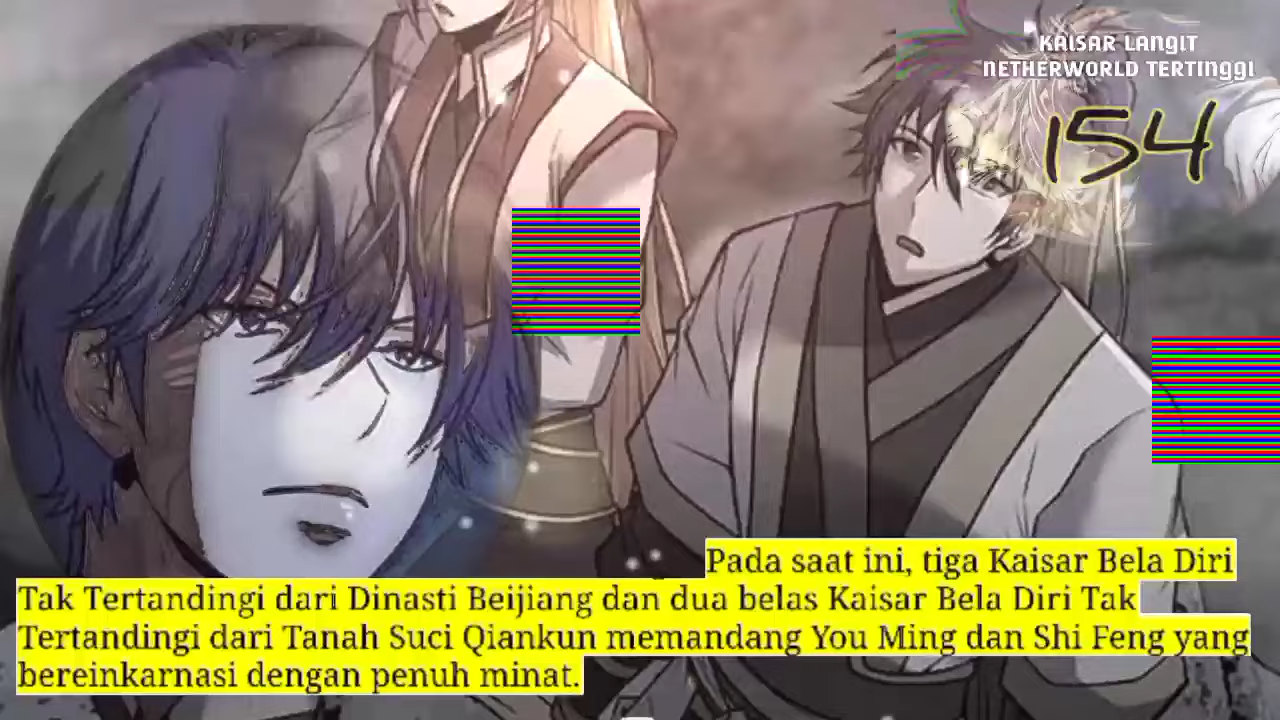 KAISAR LANGIT
NETHERWORLD TERTINGGI
154
Pada saat ini, tiga Kaisar Bela Diri
Tak Tertandingi dari Dinasti Beijiang dan dua belas Kaisar Bela Diri Tak
Tertandingi dari Tanah Suci Qiankun memandang You Ming dan Shi Feng yang
bereinkarnasi dengan penuh minat.